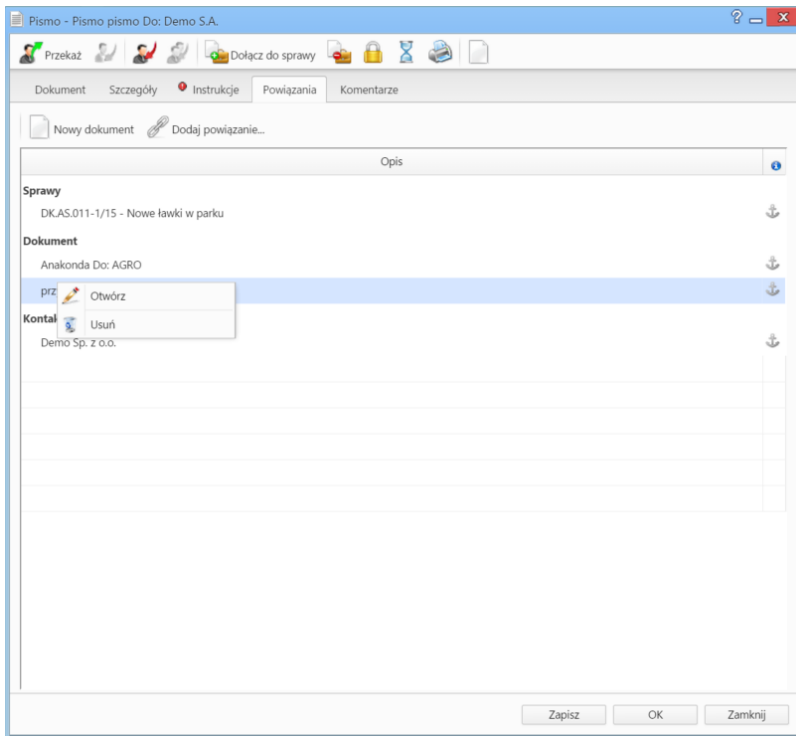 Pismo - Pismo pismo Do: Demo S.A.
Przekaż Dołącz do sprawy
Dokument Szczegóły Instrukcje Powiązania Komentarze
Nowy dokument Dodaj powiązanie...
Opis
Sprawy
DK.AS.011-1/15 - Nowe ławki w parku
Dokument
Anakonda Do: AGRO
prz
Otwórz
Kontak
Usuń
Demo Sp. z o.o.
Zapisz OK Zamknij